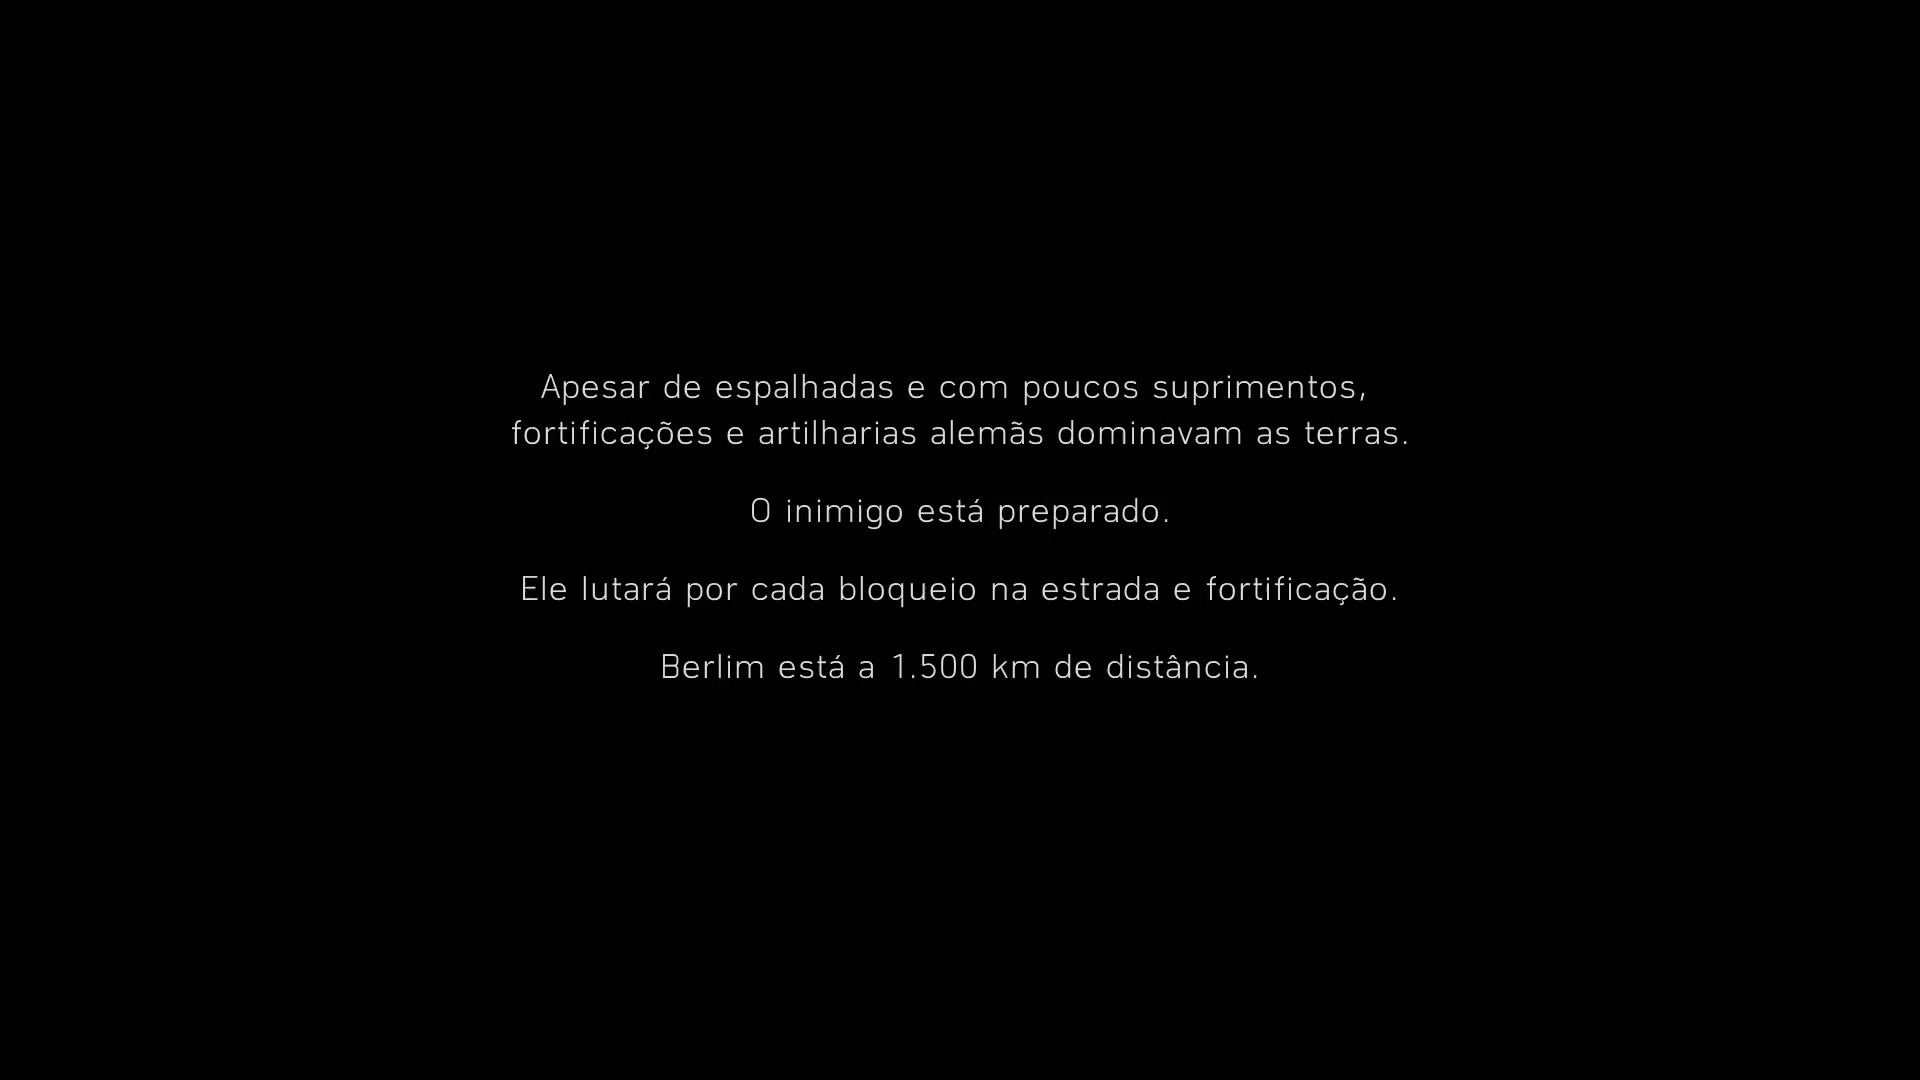 Apesar de espalhadas e com poucos suprimentos,
fortificações e artilharias alemãs dominavam as terras.
O inimigo está preparado.
Ele lutará por cada bloqueio na estrada e fortificação.
Berlim está a 1.500 km de distância.